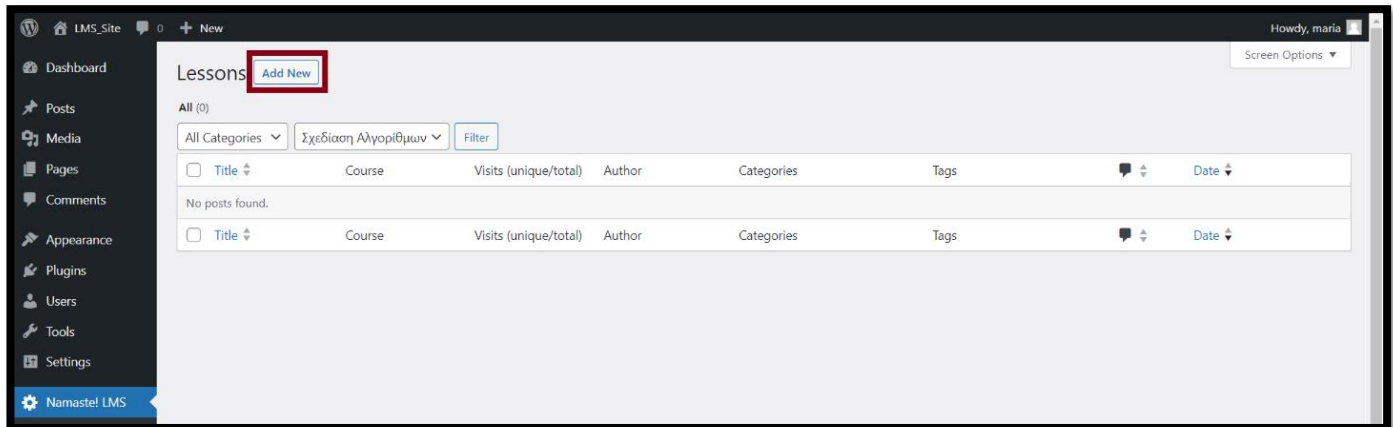 LMS_Site 0 New Howdy, maria
Screen Options
Dashboard
Posts
Media
Pages
Comments
Appearance
Plugins
Users
Tools
Settings
Namaste! LMS
Lessons Add New
All (0)
All Categories Σχεδίαση Αλγορίθμων Filter
Title Course Visits (unique/total) Author Categories Tags Date
No posts found.
Title Course Visits (unique/total) Author Categories Tags Date